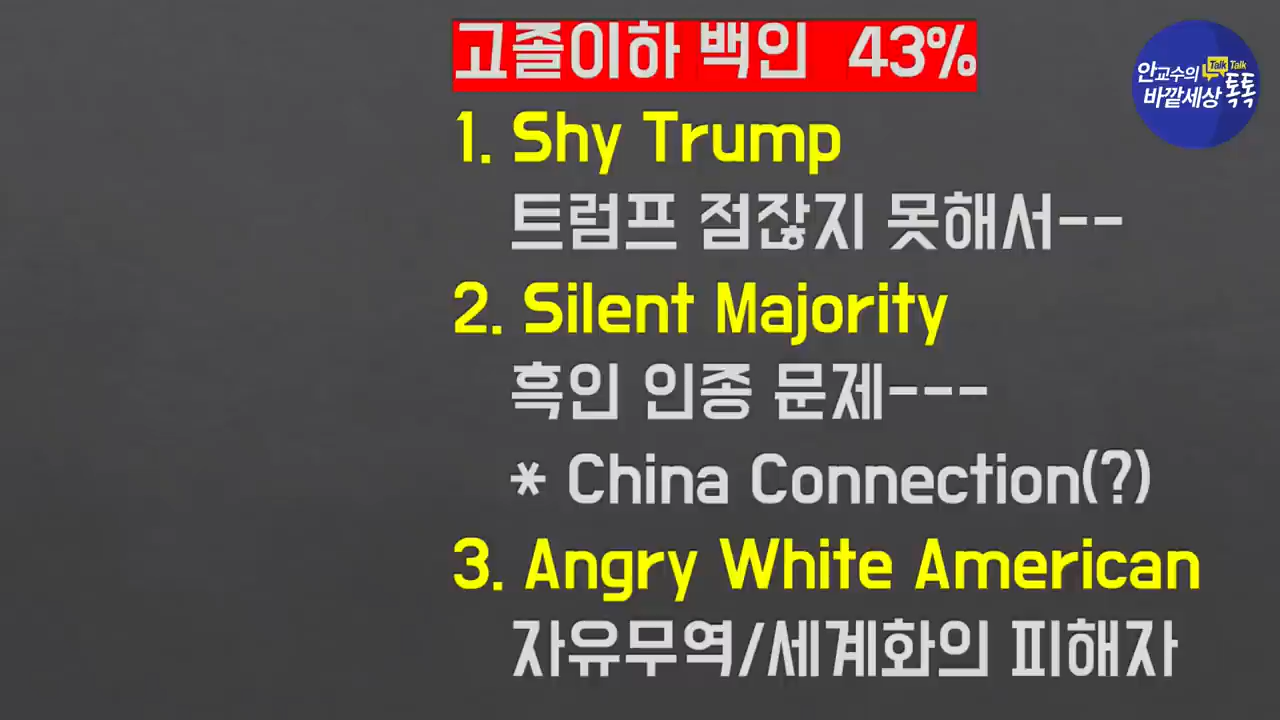 고졸이하 백인 43%
안교수의 Talk Talk
바깥세상 톡톡
1. Shy Trump
트럼프 점잖지 못해서--
2. Silent Majority
흑인 인종 문제---
* China Connection(?)
3. Angry White American
자유무역/세계화의 피해자